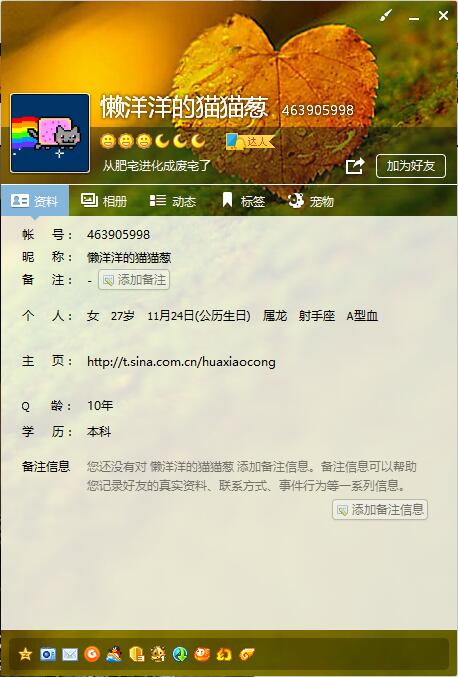 懒洋洋的猫猫葱 463905998
达人
从肥宅进化成废宅了
加为好友
资料 相册 动态 标签 宠物
帐 号： 463905998
昵 称： 懒洋洋的猫猫葱
备 注： - 添加备注
个 人： 女 27岁 11月24日(公历生日) 属龙 射手座 A型血
主 页： http://t.sina.com.cn/huaxiaocong
Q 龄： 10年
学 历： 本科
备注信息 您还没有对 懒洋洋的猫猫葱 添加备注信息。备注信息可以帮助
您记录好友的真实资料、联系方式、事件行为等一系列信息。
添加备注信息